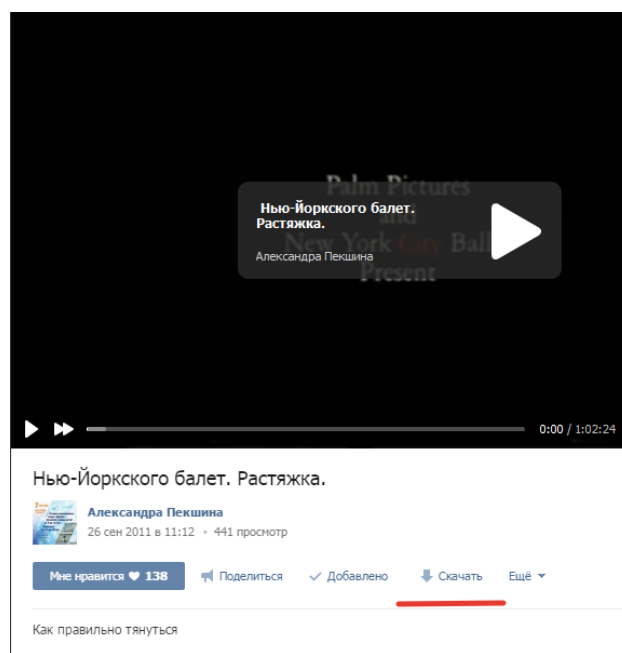 Palm Pictures
and
New York City Ball
Present
Нью-Йоркского балет.
Растяжка.
Александра Пекшина
0:00 / 1:02:24
Нью-Йоркского балет. Растяжка.
Александра Пекшина
26 сен 2011 в 11:12 • 441 просмотр
Мне нравится 138 Поделиться Добавлено Скачать Ещё
Как правильно тянуться